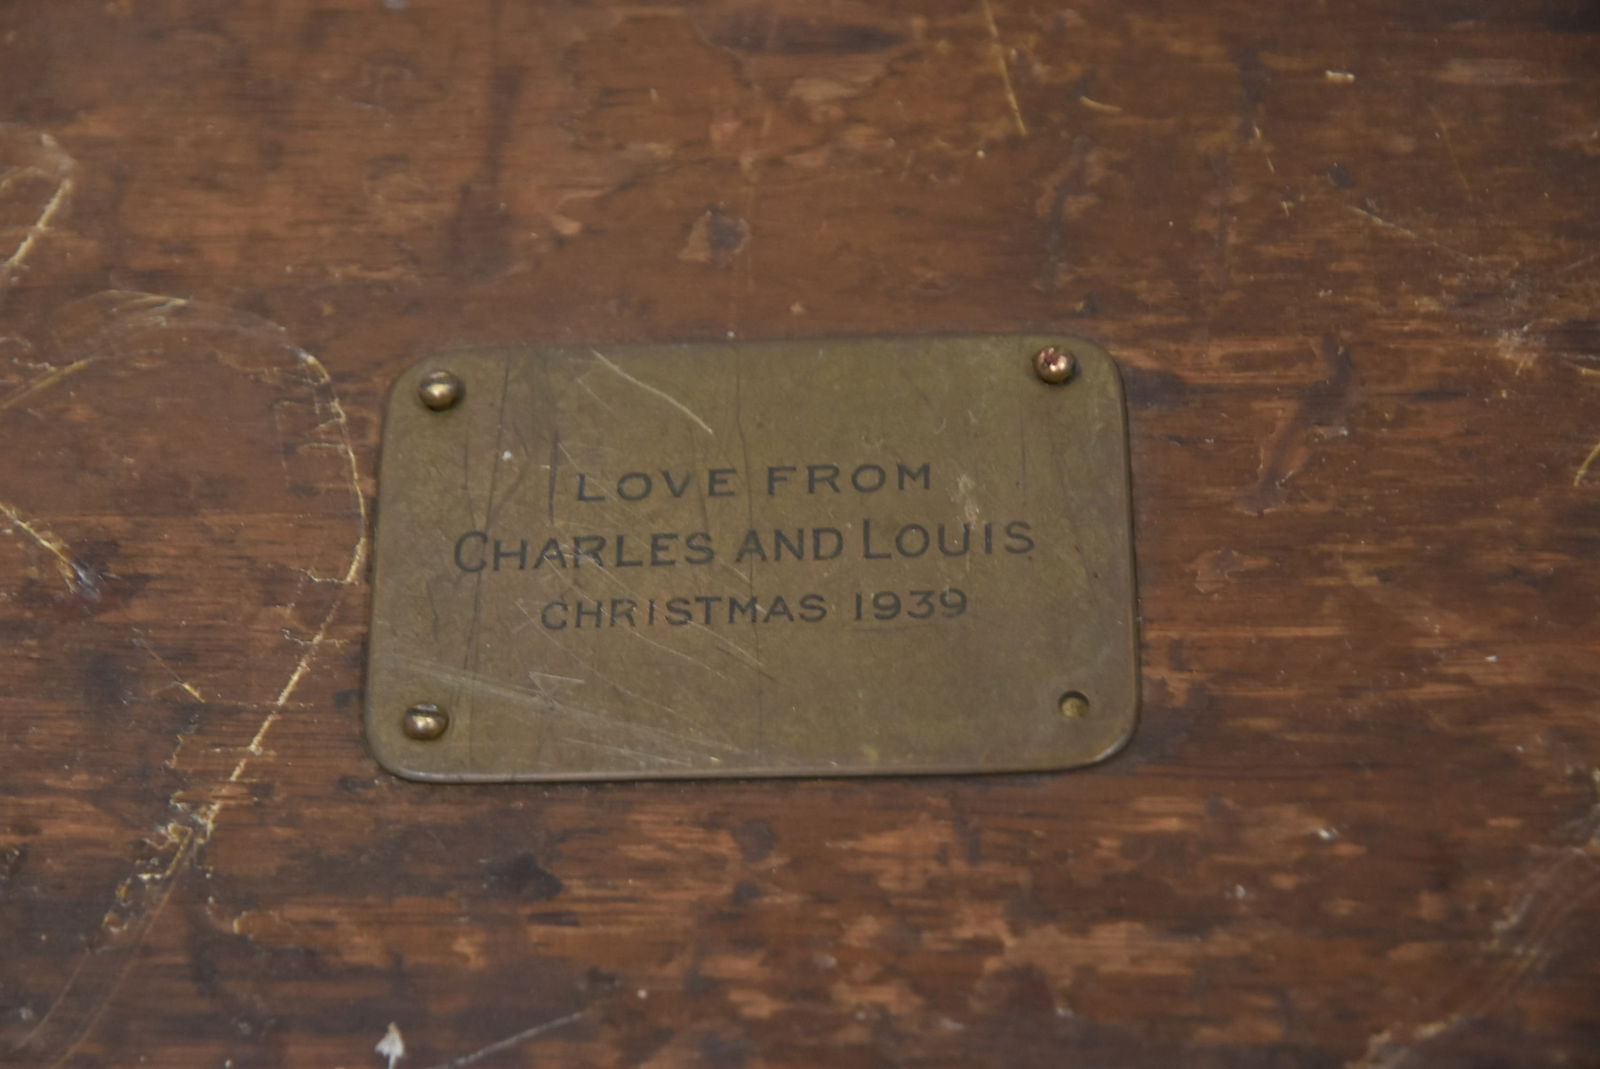 LOVE FROM
CHARLES AND LOUIS
CHRISTMAS 1939